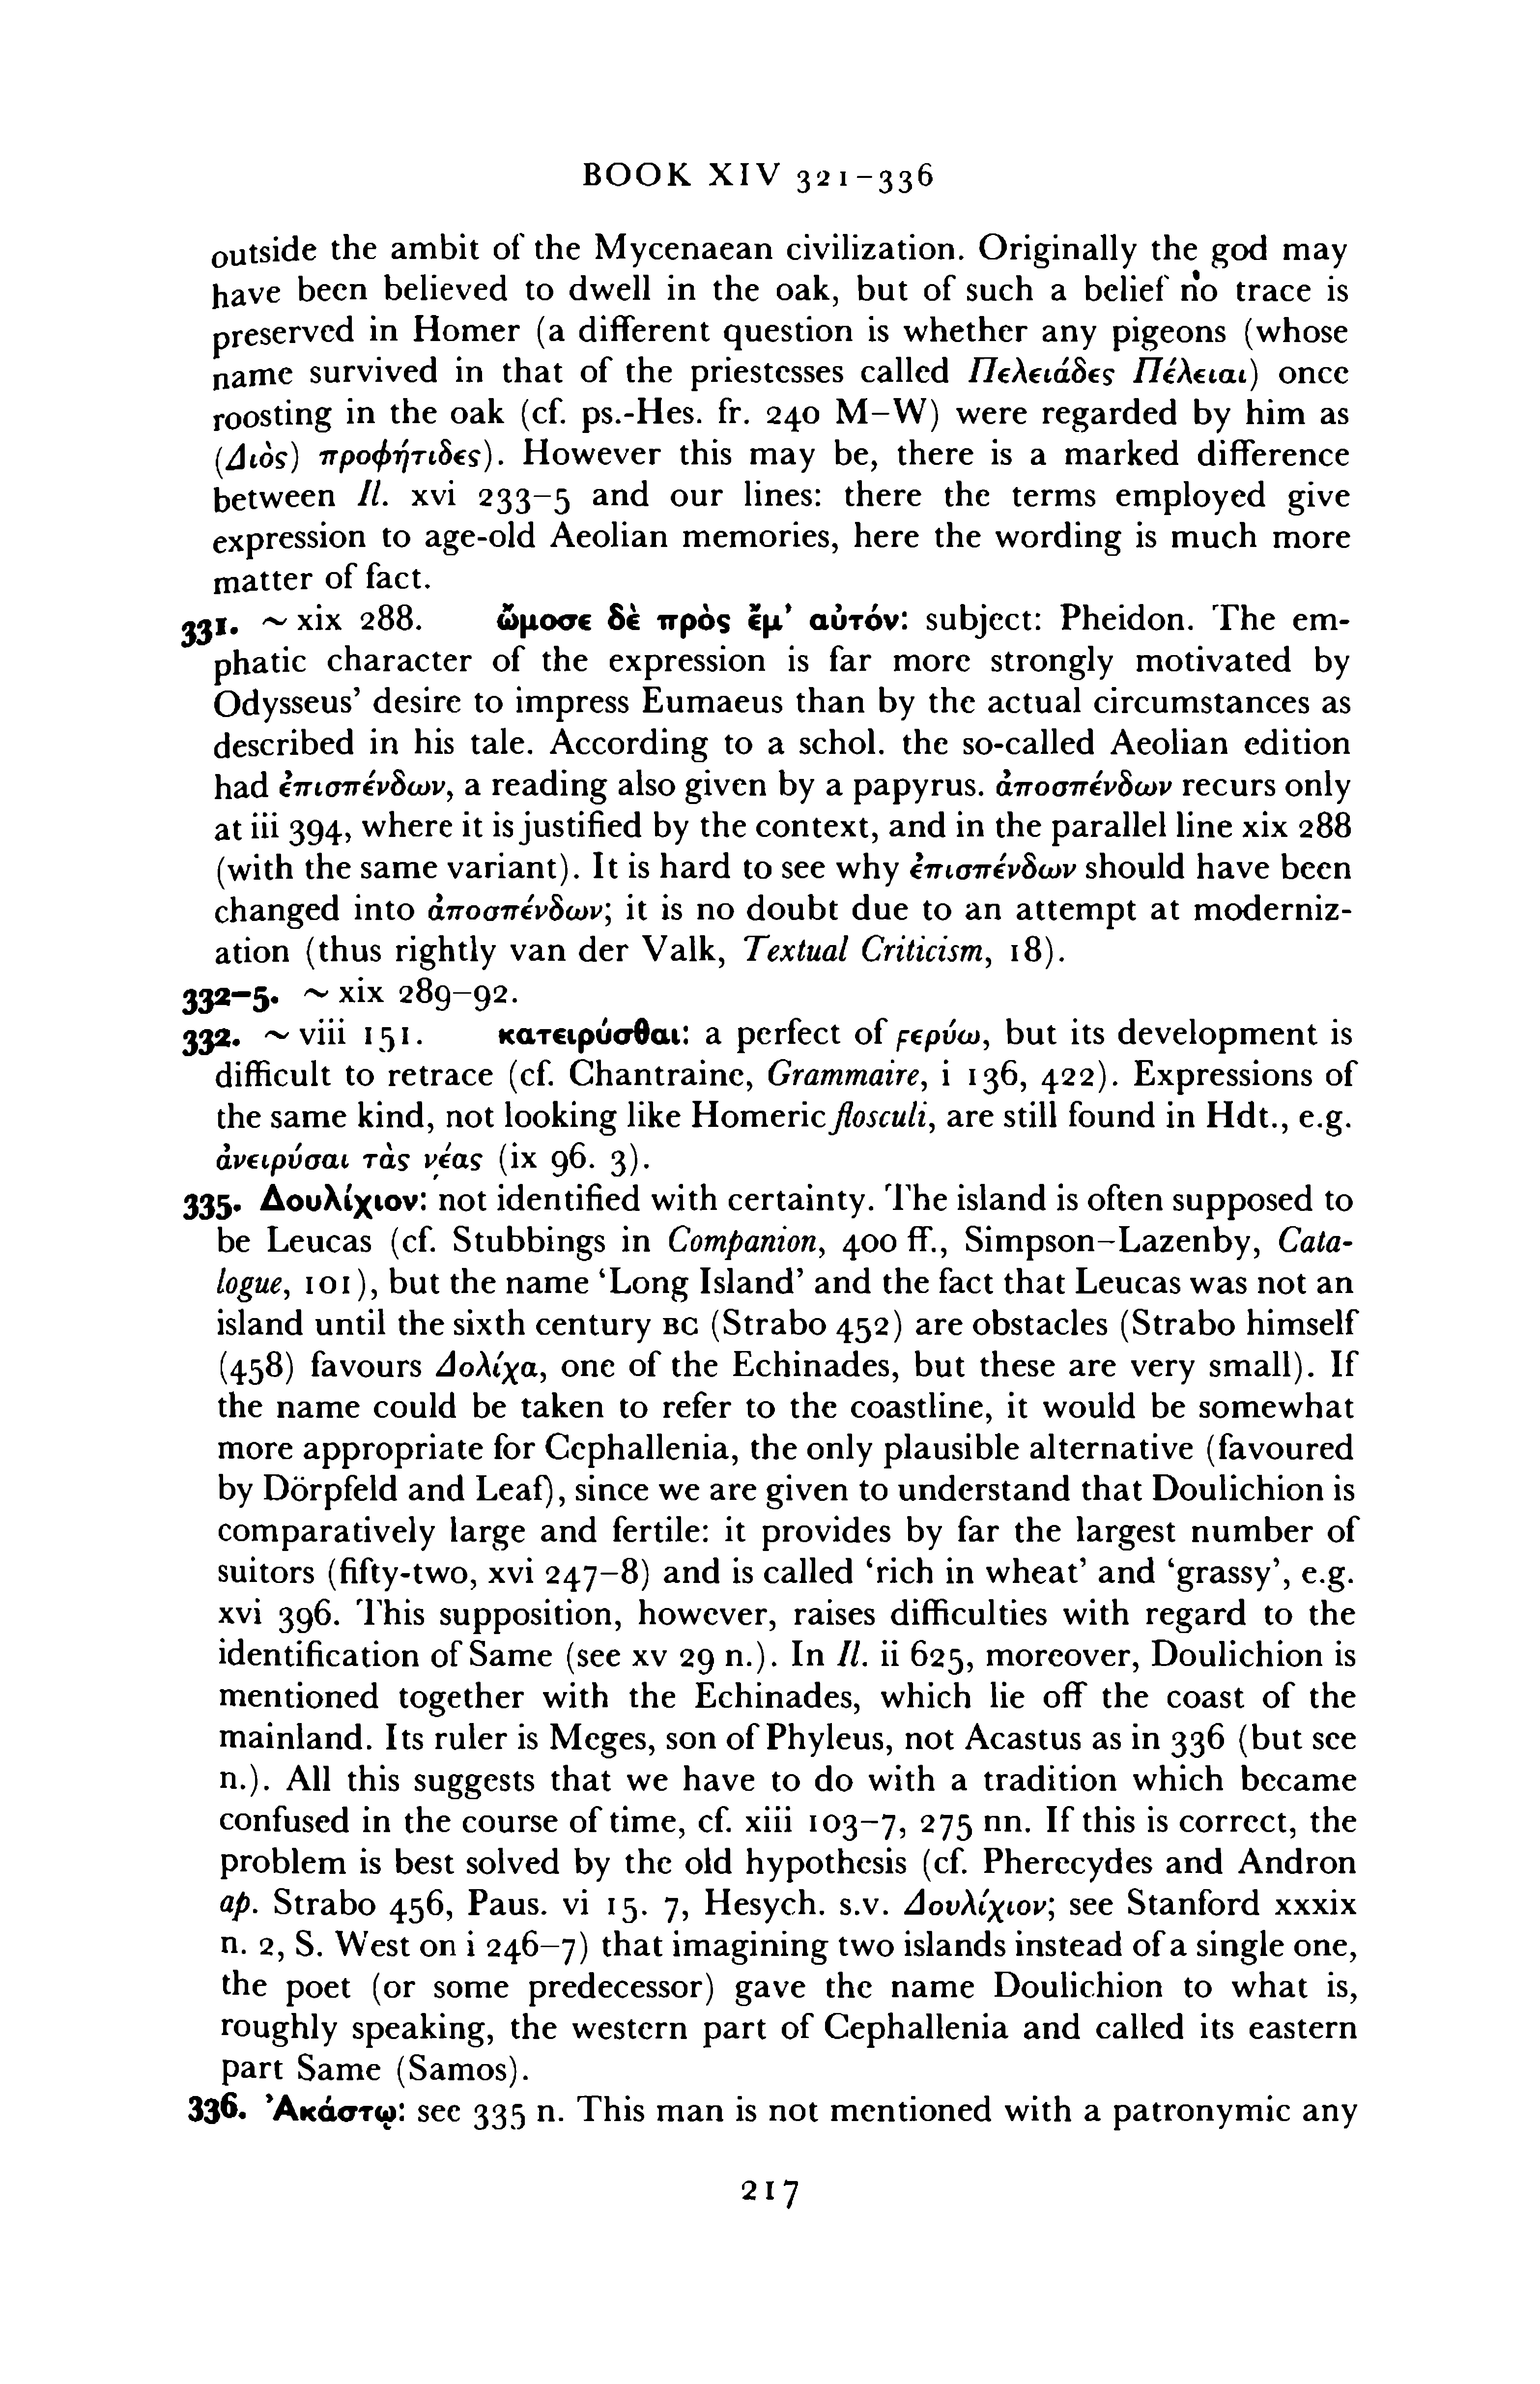 BOOK XIV 321–336
outside the ambit of the Mycenaean civilization. Originally the god may
have been believed to dwell in the oak, but of such a belief no trace is
preserved in Homer (a different question is whether any pigeons (whose
name survived in that of the priestesses called Πελειάδες Πέλειαι) once
roosting in the oak (cf. ps.-Hes. fr. 240 M–W) were regarded by him as
(Διὸς) προφήτιδες). However this may be, there is a marked difference
between Il. xvi 233–5 and our lines: there the terms employed give
expression to age-old Aeolian memories, here the wording is much more
matter of fact.
331. ~ xix 288. ὤμοσε δὲ πρὸς ἔμ’ αὐτόν: subject: Pheidon. The em-
phatic character of the expression is far more strongly motivated by
Odysseus’ desire to impress Eumaeus than by the actual circumstances as
described in his tale. According to a schol. the so-called Aeolian edition
had ἐπισπένδων, a reading also given by a papyrus. ἀποσπένδων recurs only
at iii 394, where it is justified by the context, and in the parallel line xix 288
(with the same variant). It is hard to see why ἐπισπένδων should have been
changed into ἀποσπένδων; it is no doubt due to an attempt at moderniz-
ation (thus rightly van der Valk, Textual Criticism, 18).
332–5. ~ xix 289–92.
332. ~ viii 151. κατειρύσθαι: a perfect of ϝερύω, but its development is
difficult to retrace (cf. Chantraine, Grammaire, i 136, 422). Expressions of
the same kind, not looking like Homeric flosculi, are still found in Hdt., e.g.
ἀνειρύσαι τὰς νέας (ix 96. 3).
335. Δουλίχιον: not identified with certainty. The island is often supposed to
be Leucas (cf. Stubbings in Companion, 400 ff., Simpson–Lazenby, Cata-
logue, 101), but the name ‘Long Island’ and the fact that Leucas was not an
island until the sixth century BC (Strabo 452) are obstacles (Strabo himself
(458) favours Δολίχα, one of the Echinades, but these are very small). If
the name could be taken to refer to the coastline, it would be somewhat
more appropriate for Cephallenia, the only plausible alternative (favoured
by Dörpfeld and Leaf), since we are given to understand that Doulichion is
comparatively large and fertile: it provides by far the largest number of
suitors (fifty-two, xvi 247–8) and is called ‘rich in wheat’ and ‘grassy’, e.g.
xvi 396. This supposition, however, raises difficulties with regard to the
identification of Same (see xv 29 n.). In Il. ii 625, moreover, Doulichion is
mentioned together with the Echinades, which lie off the coast of the
mainland. Its ruler is Meges, son of Phyleus, not Acastus as in 336 (but see
n.). All this suggests that we have to do with a tradition which became
confused in the course of time, cf. xiii 103–7, 275 nn. If this is correct, the
problem is best solved by the old hypothesis (cf. Pherecydes and Andron
ap. Strabo 456, Paus. vi 15. 7, Hesych. s.v. Δουλίχιον; see Stanford xxxix
n. 2, S. West on i 246–7) that imagining two islands instead of a single one,
the poet (or some predecessor) gave the name Doulichion to what is,
roughly speaking, the western part of Cephallenia and called its eastern
part Same (Samos).
336. Ἀκάστῳ: see 335 n. This man is not mentioned with a patronymic any
217